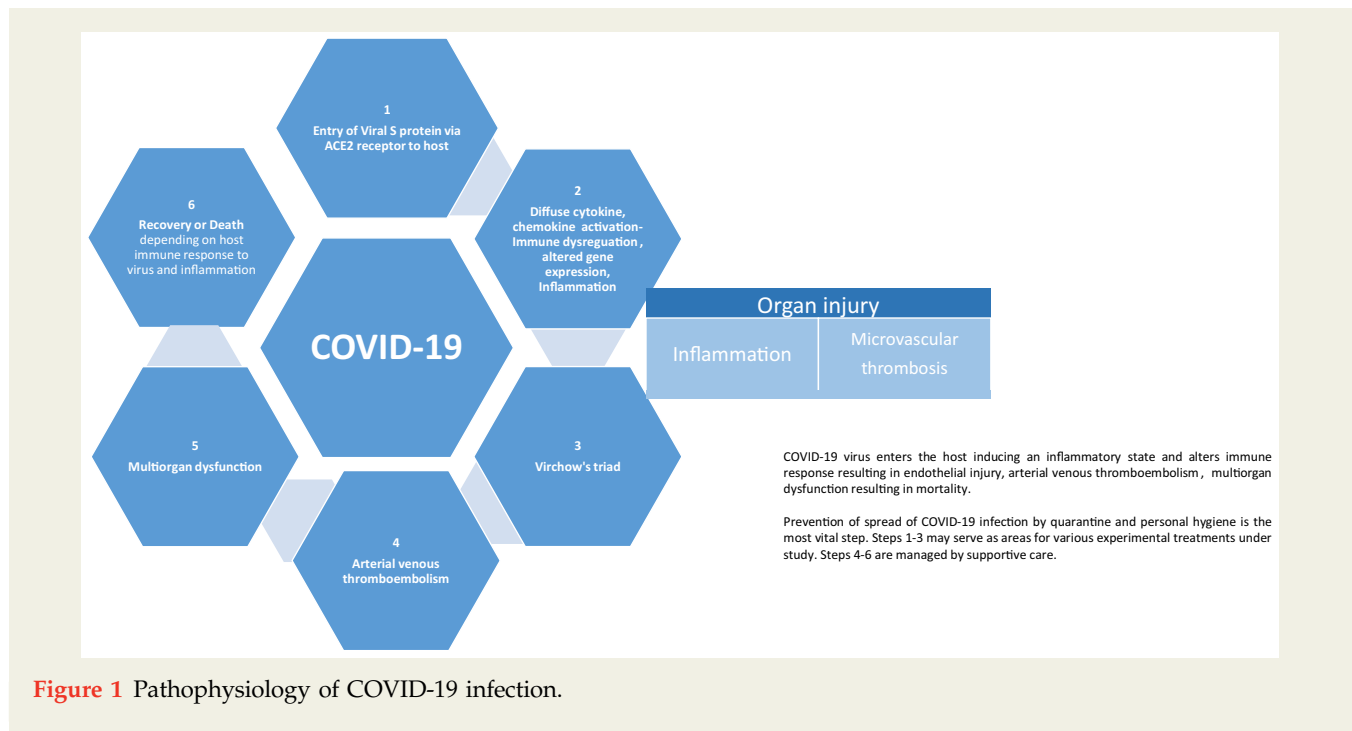 1
Entry of Viral S protein via
ACE2 receptor to host
2
Diffuse cytokine,
chemokine activation-
Immune dysreguation,
altered gene
expression,
Inflammation
6
Recovery or Death
depending on host
immune response to
virus and inflammation
COVID-19
Organ injury
Inflammation
Microvascular
thrombosis
3
Virchow's triad
5
Multiorgan dysfunction
4
Arterial venous
thromboembolism
COVID-19 virus enters the host inducing an inflammatory state and alters immune
response resulting in endothelial injury, arterial venous thromboembolism, multiorgan
dysfunction resulting in mortality.
Prevention of spread of COVID-19 infection by quarantine and personal hygiene is the
most vital step. Steps 1-3 may serve as areas for various experimental treatments under
study. Steps 4-6 are managed by supportive care.
Figure 1 Pathophysiology of COVID-19 infection.